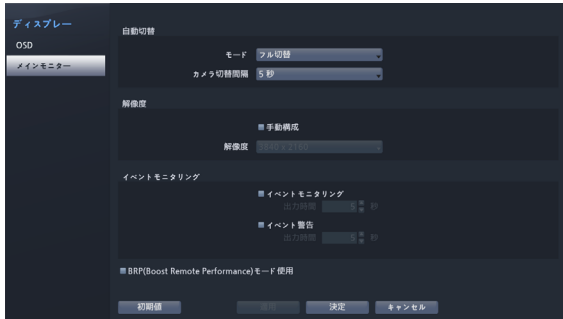 ディスプレー
OSD
メインモニター
自動切替
モード フル切替
カメラ切替間隔 5 秒
解像度
手動構成
解像度 3840 x 2160
イベントモニタリング
イベントモニタリング
出力時間 5 秒
イベント警告
出力時間 5 秒
BRP(Boost Remote Performance)モード使用
初期値 適用 決定 キャンセル